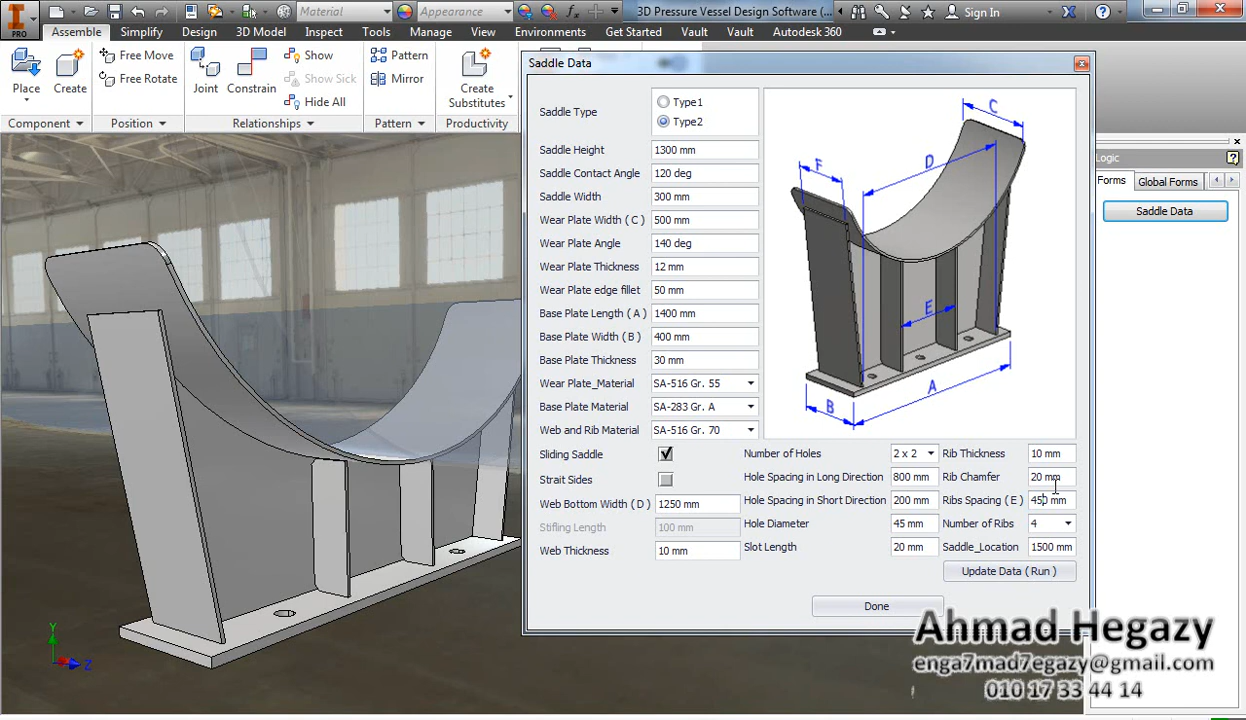 PRO
Material
Appearance
3D Pressure Vessel Design Software (...
Sign In
Assemble
Simplify
Design
3D Model
Inspect
Tools
Manage
View
Environments
Get Started
Vault
Vault
Autodesk 360
Place
Create
Free Move
Free Rotate
Joint
Constrain
Show
Show Sick
Hide All
Pattern
Mirror
Create
Substitutes
Component
Position
Relationships
Pattern
Productivity
Saddle Data
Saddle Type
Type1
Type2
Saddle Height 1300 mm
Saddle Contact Angle 120 deg
Saddle Width 300 mm
Wear Plate Width ( C ) 500 mm
Wear Plate Angle 140 deg
Wear Plate Thickness 12 mm
Wear Plate edge fillet 50 mm
Base Plate Length ( A ) 1400 mm
Base Plate Width ( B ) 400 mm
Base Plate Thickness 30 mm
Wear Plate_Material SA-516 Gr. 55
Base Plate Material SA-283 Gr. A
Web and Rib Material SA-516 Gr. 70
Sliding Saddle
Strait Sides
Web Bottom Width ( D ) 1250 mm
Stifling Length 100 mm
Web Thickness 10 mm
C
D
F
E
A
B
Number of Holes 2 x 2
Hole Spacing in Long Direction 800 mm
Hole Spacing in Short Direction 200 mm
Hole Diameter 45 mm
Slot Length 20 mm
Rib Thickness 10 mm
Rib Chamfer 20 mm
Ribs Spacing ( E ) 450 mm
Number of Ribs 4
Saddle_Location 1500 mm
Update Data ( Run )
Done
Logic
Forms
Global Forms
Saddle Data
Y
Z
Ahmad Hegazy
enga7mad7egazy@gmail.com
010 17 33 44 14